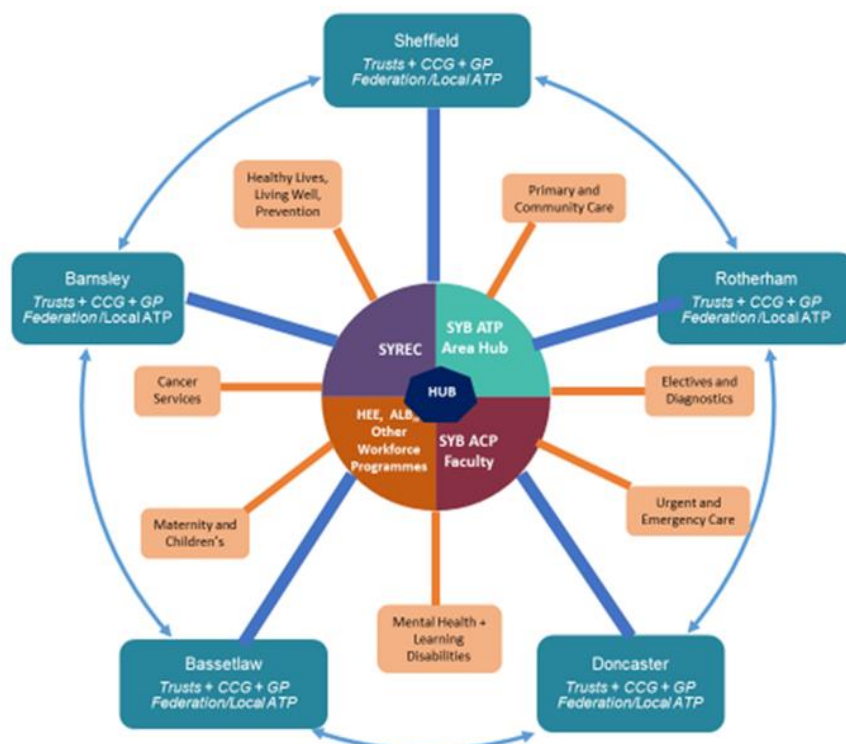 Sheffield
Trusts + CCG + GP
Federation /Local ATP
Healthy Lives,
Living Well,
Prevention
Primary and
Community Care
Barnsley
Trusts + CCG + GP
Federation /Local ATP
Rotherham
Trusts + CCG + GP
Federation /Local ATP
SYREC
SYB ATP
Area Hub
Cancer
Services
HUB
Electives and
Diagnostics
HEE, ALB,
Other
Workforce
Programmes
SYB ACP
Faculty
Maternity and
Children's
Urgent and
Emergency Care
Mental Health +
Learning
Disabilities
Bassetlaw
Trusts + CCG + GP
Federation/Local ATP
Doncaster
Trusts + CCG + GP
Federation/Local ATP